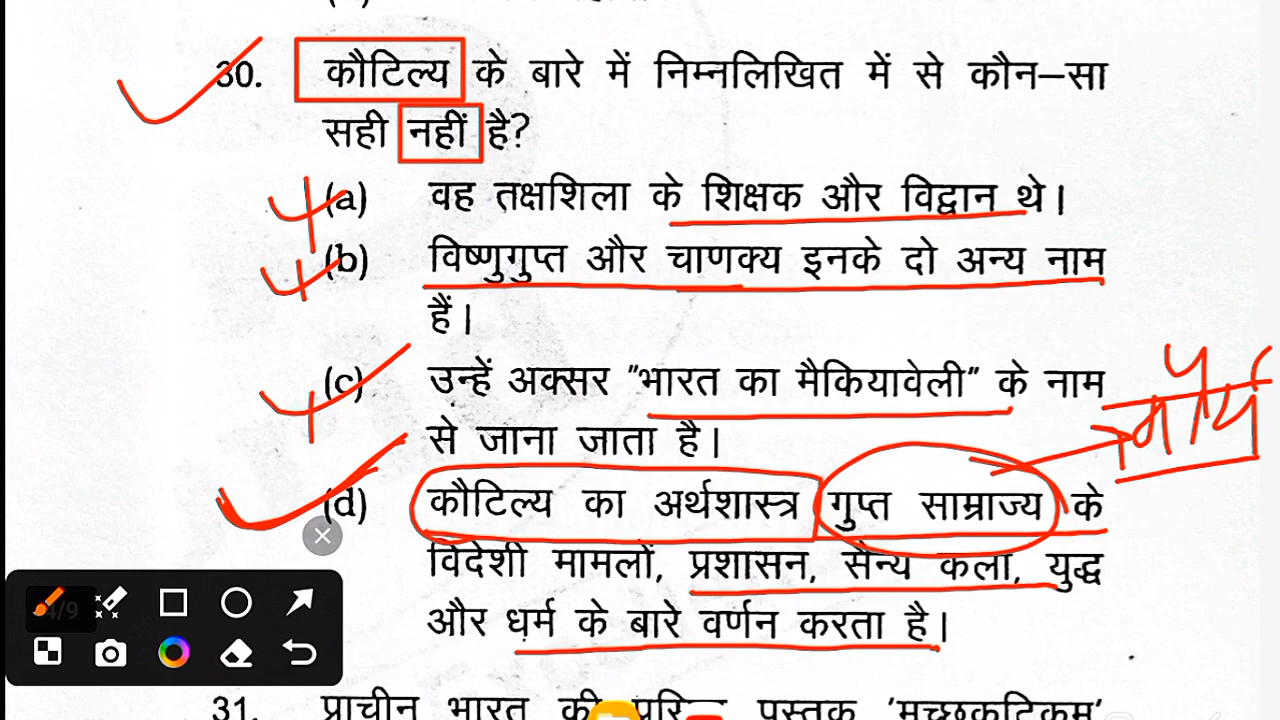 30. कौटिल्य के बारे में निम्नलिखित में से कौन–सा
सही नहीं है?
(a) वह तक्षशिला के शिक्षक और विद्वान थे।
(b) विष्णुगुप्त और चाणक्य इनके दो अन्य नाम
हैं।
(c) उन्हें अक्सर "भारत का मैकियावेली" के नाम
से जाना जाता है।
मौर्य
(d) कौटिल्य का अर्थशास्त्र गुप्त साम्राज्य के
विदेशी मामलों, प्रशासन, सैन्य कला, युद्ध
और धर्म के बारे वर्णन करता है।
/9
31. प्राचीन भारत की पुस्तक 'मृच्छकटिकम्'